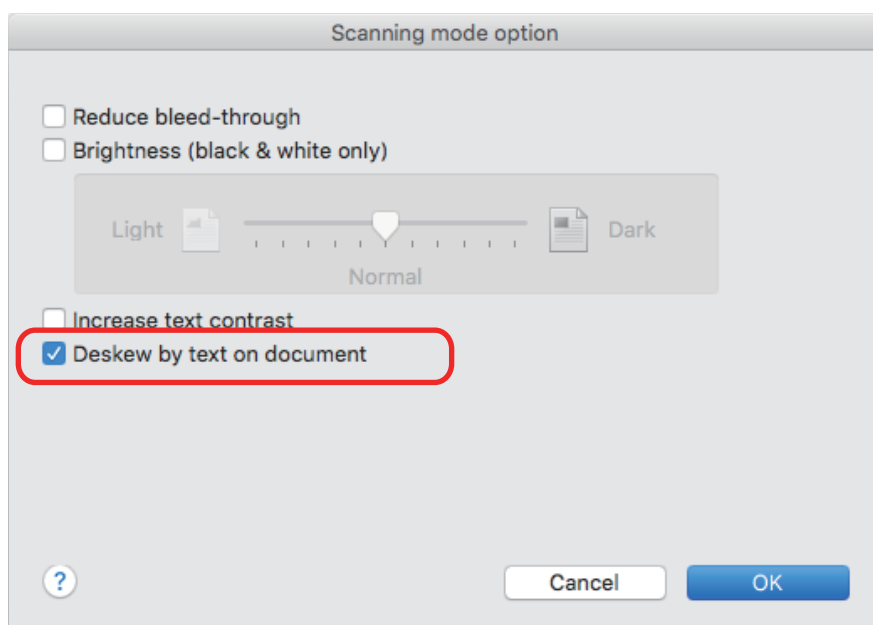 Scanning mode option
Reduce bleed-through
Brightness (black & white only)
Light Dark
Normal
Increase text contrast
Deskew by text on document
? Cancel OK